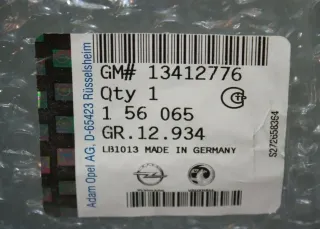 GM# 13412776
Qty 1
1 56 065
GR.12.934
LB1013 MADE IN GERMANY
Adam Opel AG, D-65423 Rüsselsheim
S272658364